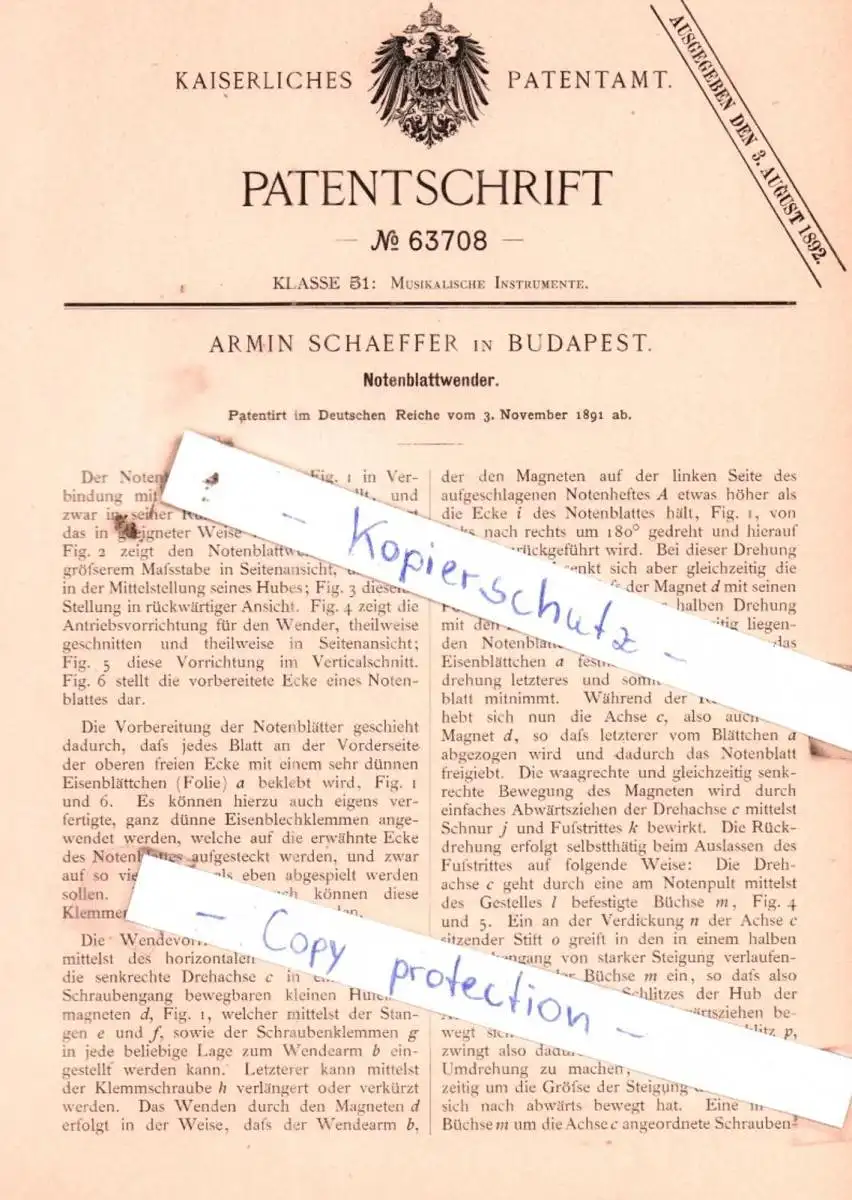 KAISERLICHES PATENTAMT.
AUSGEGEBEN DEN 3. AUGUST 1892.
PATENTSCHRIFT
— № 63708 —
KLASSE 51: MUSIKALISCHE INSTRUMENTE.
ARMIN SCHAEFFER IN BUDAPEST.
Notenblattwender.
Patentirt im Deutschen Reiche vom 3. November 1891 ab.
Der Fig. 1 in Ver-
bindung und
zwar in seiner
das in geeigneter Weise
Fig. 2 zeigt den
grösserem Massstabe in Seitenansicht,
in der Mittelstellung seines Hubes; Fig. 3
Stellung in rückwärtiger Ansicht. Fig. 4 zeigt die
Antriebsvorrichtung für den Wender, theilweise
geschnitten und theilweise in Seitenansicht;
Fig. 5 diese Vorrichtung im Verticalschnitt.
Fig. 6 stellt die vorbereitete Ecke eines Noten-
blattes dar.
Die Vorbereitung der Notenblätter geschieht
dadurch, dafs jedes Blatt an der Vorderseite
der oberen freien Ecke mit einem sehr dünnen
Eisenblättchen (Folie) a beklebt wird, Fig. 1
und 6. Es können hierzu auch eigens ver-
fertigte, ganz dünne Eisenblechklemmen ange-
wendet werden, welche auf die erwähnte Ecke
des Notenblattes aufgesteckt werden, und zwar
auf so als eben abgespielt werden
sollen. können diese
Die
mittelst des horizontalen
die senkrechte Drehachse c in
Schraubengang bewegbaren kleinen
magneten d, Fig. 1, welcher mittelst der Stan-
gen e und f, sowie der Schraubenklemmen g
in jede beliebige Lage zum Wendearm b ein-
gestellt werden kann. Letzterer kann mittelst
der Klemmschraube h verlängert oder verkürzt
werden. Das Wenden durch den Magneten d
erfolgt in der Weise, dafs der Wendearm b,
der den Magneten auf der linken Seite des
aufgeschlagenen Notenheftes A etwas höher als
die Ecke i des Notenblattes hält, Fig. 1, von
nach rechts um 180° gedreht und hierauf
wird. Bei dieser Drehung
sich aber gleichzeitig die
der Magnet d mit seinen
halben Drehung
mit den liegen-
den das
Eisenblättchen a
drehung letzteres und
blatt mitnimmt. Während der
hebt sich nun die Achse c, also
Magnet d, so dafs letzterer vom Blättchen a
abgezogen wird und dadurch das Notenblatt
freigiebt. Die waagrechte und gleichzeitig senk-
rechte Bewegung des Magneten wird durch
einfaches Abwärtsziehen der Drehachse c mittelst
Schnur j und Fufstrittes k bewirkt. Die Rück-
drehung erfolgt selbstthätig beim Auslassen des
Fufstrittes auf folgende Weise: Die Dreh-
achse c geht durch eine am Notenpult mittelst
des Gestelles l befestigte Büchse m, Fig. 4
und 5. Ein an der Verdickung n der Achse c
sitzender Stift o greift in den in einem halben
von starker Steigung verlaufen-
Büchse m ein, so dafs also
Schlitzes der Hub der
be-
wegt p,
zwingt also
Umdrehung zu machen,
zeitig um die Gröfse der Steigung
sich nach abwärts bewegt hat. Eine
Büchse m um die Achse c angeordnete Schrauben-
– Kopierschutz –
– Copy protection –